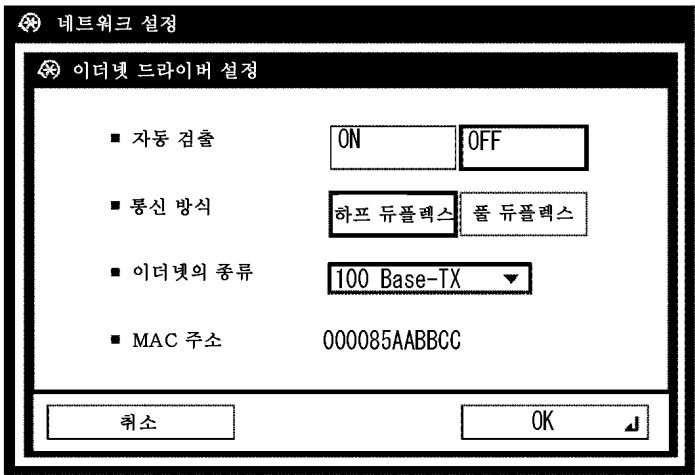 네트워크 설정
이더넷 드라이버 설정
자동 검출 ON OFF
통신 방식 하프 듀플렉스 풀 듀플렉스
이더넷의 종류 100 Base-TX
MAC 주소 000085AABBCC
취소 OK